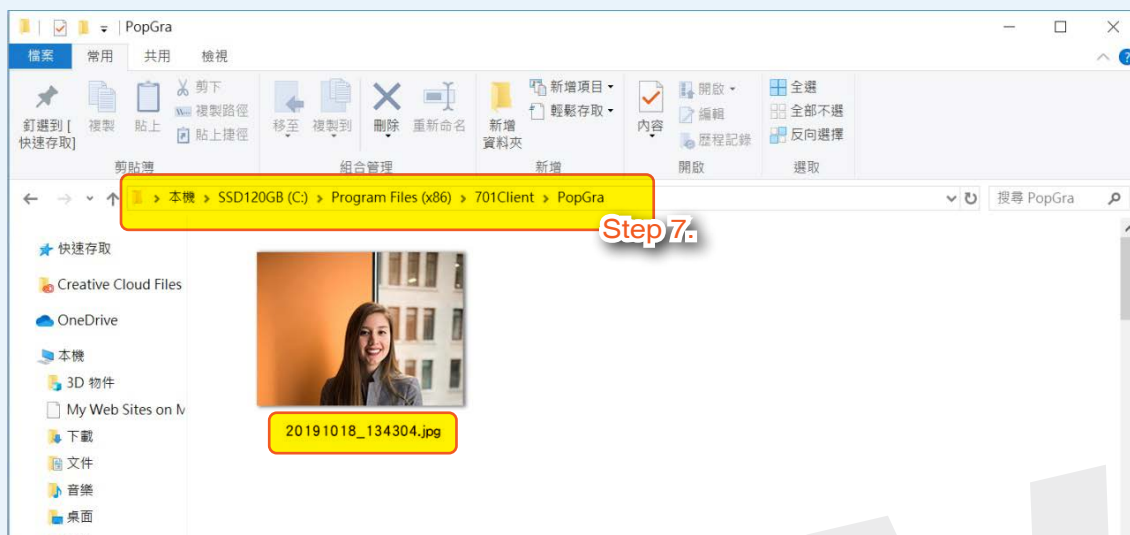 PopGra
檔案 常用 共用 檢視
釘選到 [
快速存取]
複製
貼上
剪下
複製路徑
貼上捷徑
剪貼簿
移至
複製到
刪除
重新命名
組合管理
新增
資料夾
新增項目
輕鬆存取
新增
內容
開啟
編輯
歷程記錄
開啟
全選
全部不選
反向選擇
選取
本機 > SSD120GB (C:) > Program Files (x86) > 701Client > PopGra
搜尋 PopGra
Step 7.
快速存取
Creative Cloud Files
OneDrive
本機
3D 物件
My Web Sites on M
下載
文件
音樂
桌面
20191018_134304.jpg